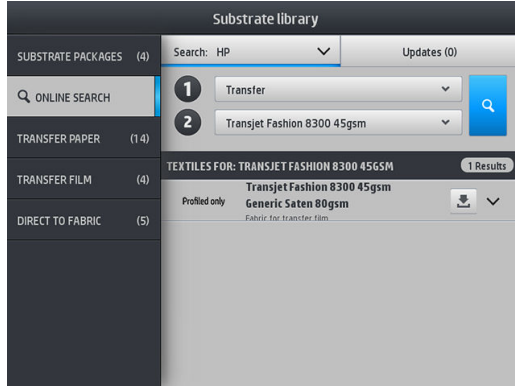 Substrate library
SUBSTRATE PACKAGES (4)
Search: HP
Updates (0)
ONLINE SEARCH
1 Transfer
2 Transjet Fashion 8300 45gsm
TRANSFER PAPER (14)
TEXTILES FOR: TRANSJET FASHION 8300 45GSM 1 Results
TRANSFER FILM (4)
Profiled only
Transjet Fashion 8300 45gsm
Generic Saten 80gsm
Fabric for transfer film
DIRECT TO FABRIC (5)